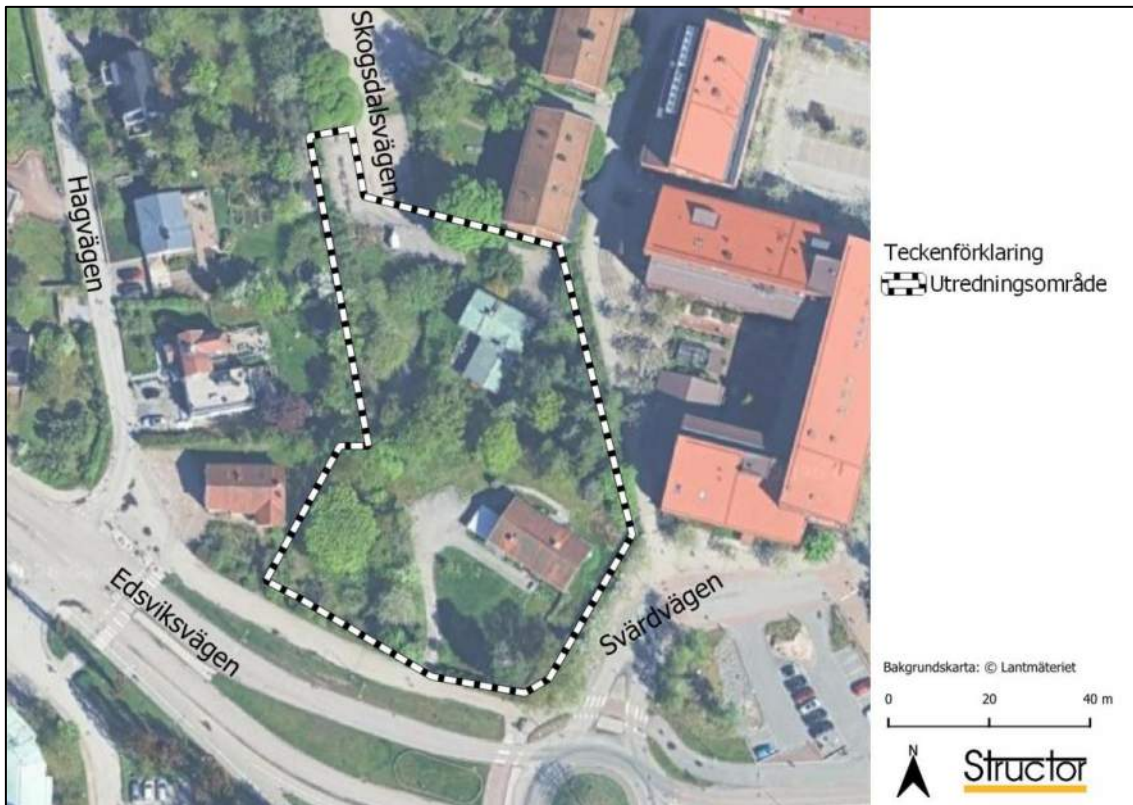 Skogsdalsvägen
Hagvägen
Edsviksvägen
Svärdvägen
Teckenförklaring
Utredningsområde
Bakgrundskarta: © Lantmäteriet
0 20 40 m
N
Structor